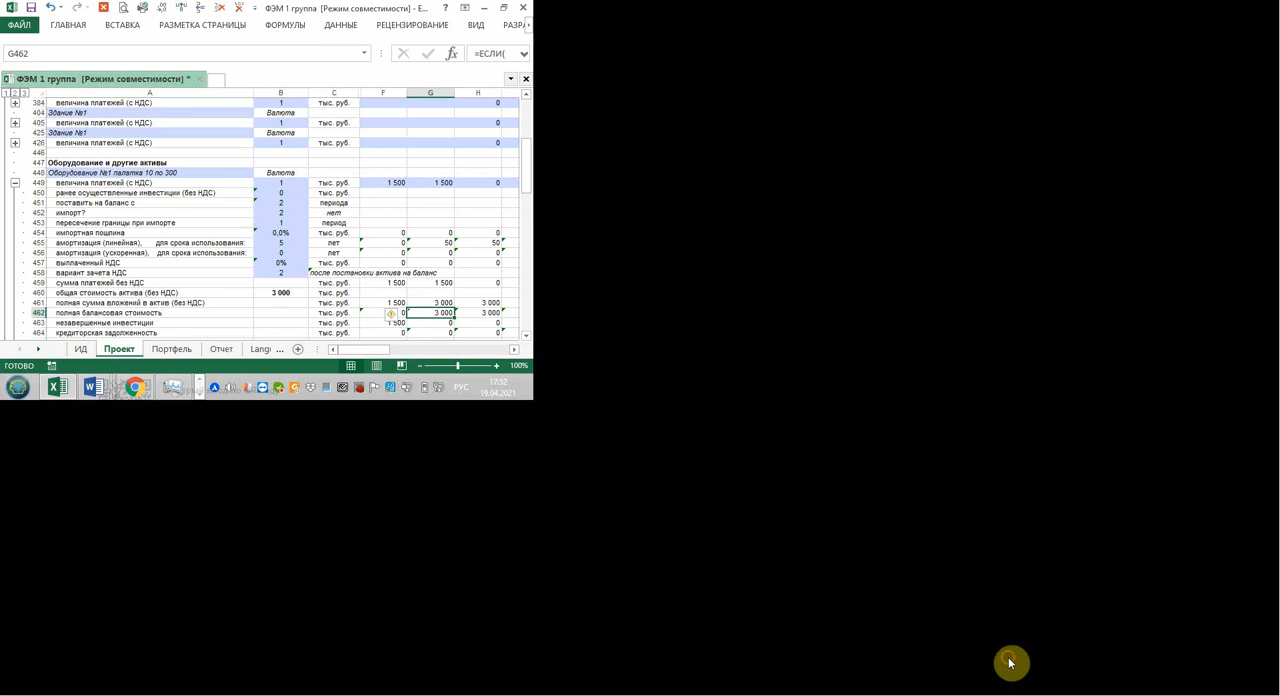 ФЭМ 1 группа [Режим совместимости] - E...
ФАЙЛ ГЛАВНАЯ ВСТАВКА РАЗМЕТКА СТРАНИЦЫ ФОРМУЛЫ ДАННЫЕ РЕЦЕНЗИРОВАНИЕ ВИД РАЗРА
G462 fx =ЕСЛИ(
ФЭМ 1 группа [Режим совместимости] *
1 2 3 A B C F G H
384 величина платежей (с НДС) 1 тыс. руб. 0
404 Здание №1 Валюта
405 величина платежей (с НДС) 1 тыс. руб. 0
425 Здание №1 Валюта
426 величина платежей (с НДС) 1 тыс. руб. 0
446
447 Оборудование и другие активы
448 Оборудование №1 палатка 10 по 300 Валюта
449 величина платежей (с НДС) 1 тыс. руб. 1 500 1 500 0
450 ранее осуществленные инвестиции (без НДС) 0 тыс. руб.
451 поставить на баланс с 2 периода
452 импорт? 2 нет
453 пересечение границы при импорте 1 период
454 импортная пошлина 0,0% тыс. руб. 0 0 0
455 амортизация (линейная), для срока использования: 5 лет 0 50 50
456 амортизация (ускоренная), для срока использования: 0 лет 0 0 0
457 выплаченный НДС 0% тыс. руб. 0 0 0
458 вариант зачета НДС 2 после постановки актива на баланс
459 сумма платежей без НДС тыс. руб. 1 500 1 500 0
460 общая стоимость актива (без НДС) 3 000 тыс. руб.
461 полная сумма вложений в актив (без НДС) тыс. руб. 1 500 3 000 3 000
462 полная балансовая стоимость тыс. руб. 0 3 000 3 000
463 незавершенные инвестиции тыс. руб. 1 500 0 0
464 кредиторская задолженность тыс. руб. 0 0 0
ИД Проект Портфель Отчет Langu ...
ГОТОВО 100%
РУС 17:52
19.04.2021